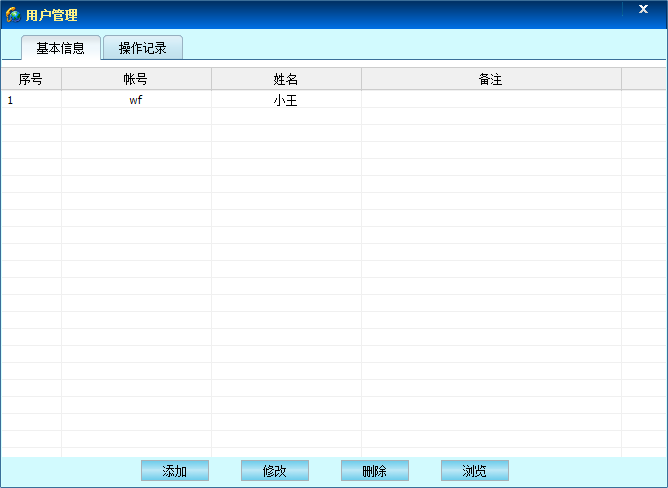 用户管理 x
基本信息 操作记录
序号 帐号 姓名 备注
1 wf 小王
添加 修改 删除 浏览